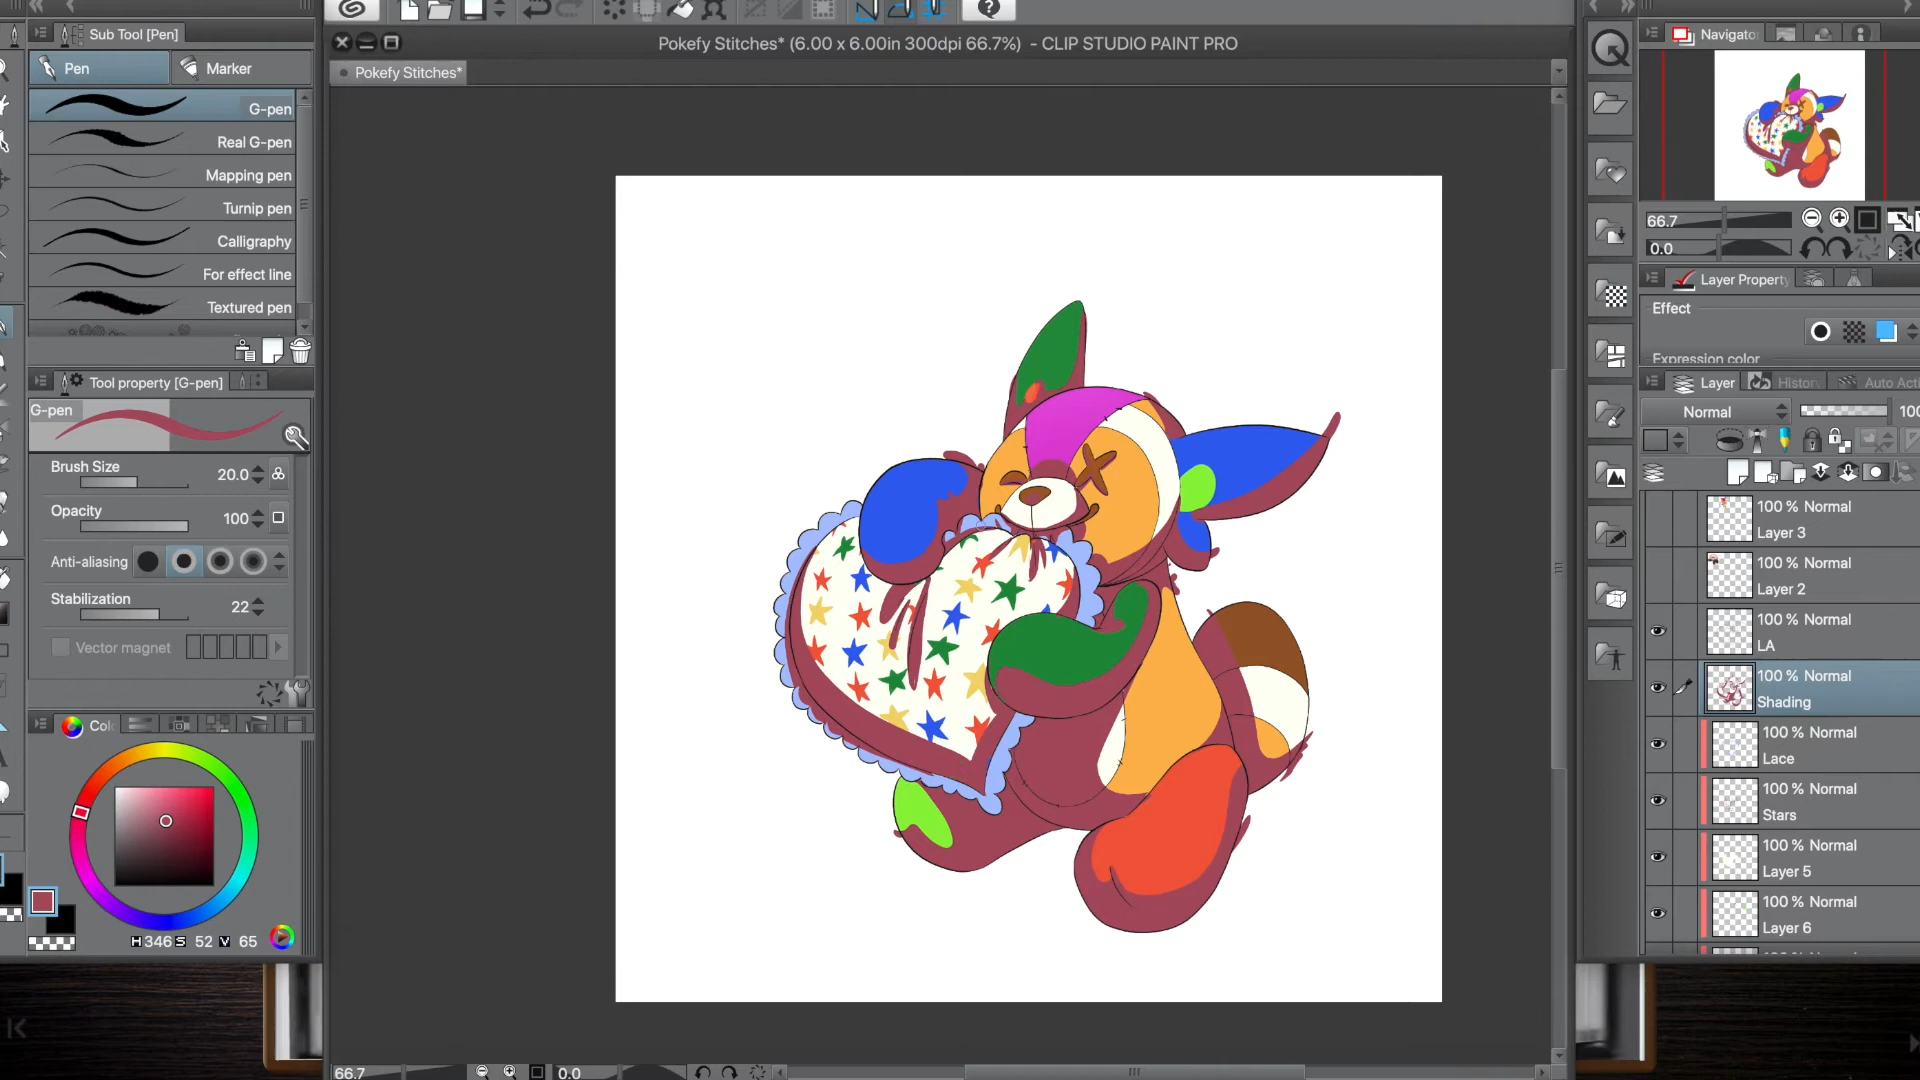 Sub Tool [Pen]
Pen
Marker
G-pen
Real G-pen
Mapping pen
Turnip pen
Calligraphy
For effect line
Textured pen
Tool property [G-pen]
G-pen
Brush Size
20.0
Opacity
100
Anti-aliasing
Stabilization
22
Vector magnet
Col
H346 S 52 V 65
Pokefy Stitches* (6.00 x 6.00in 300dpi 66.7%) - CLIP STUDIO PAINT PRO
Pokefy Stitches*
66.7
0.0
Navigato
66.7
0.0
Layer Property
Effect
Expression color
Layer
History
Auto Acti
Normal
100
100 % Normal
Layer 3
100 % Normal
Layer 2
100 % Normal
LA
100 % Normal
Shading
100 % Normal
Lace
100 % Normal
Stars
100 % Normal
Layer 5
100 % Normal
Layer 6